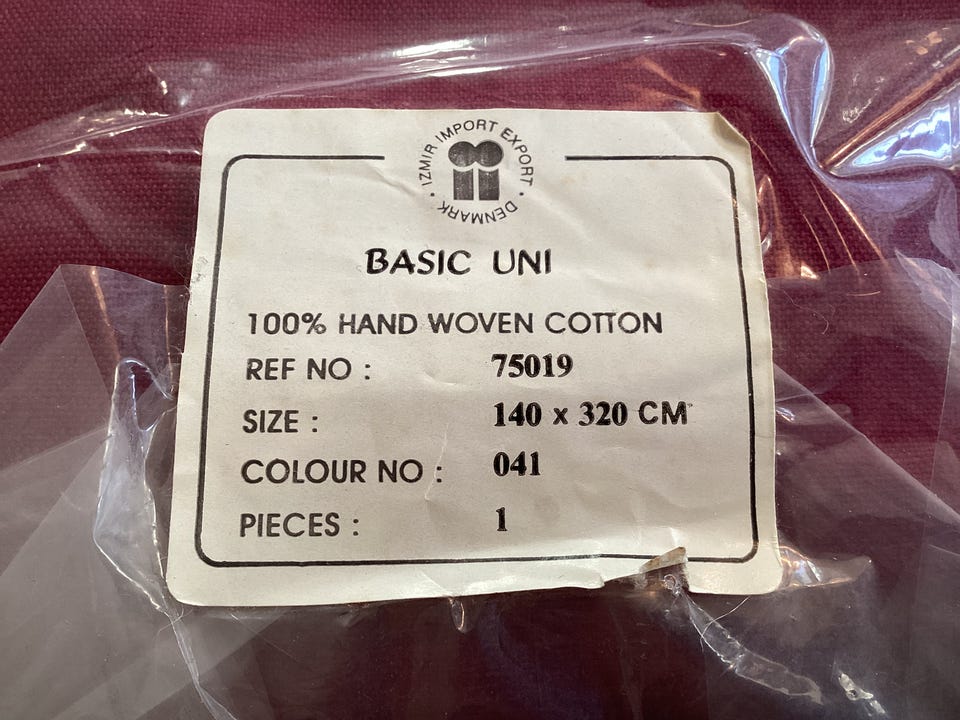 IZMIR IMPORT EXPORT · DENMARK ·
BASIC UNI
100% HAND WOVEN COTTON
REF NO : 75019
SIZE : 140 x 320 CM
COLOUR NO : 041
PIECES : 1